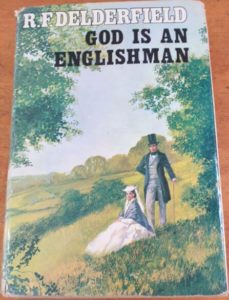 R.F.DELDERFIELD
GOD IS AN
ENGLISHMAN